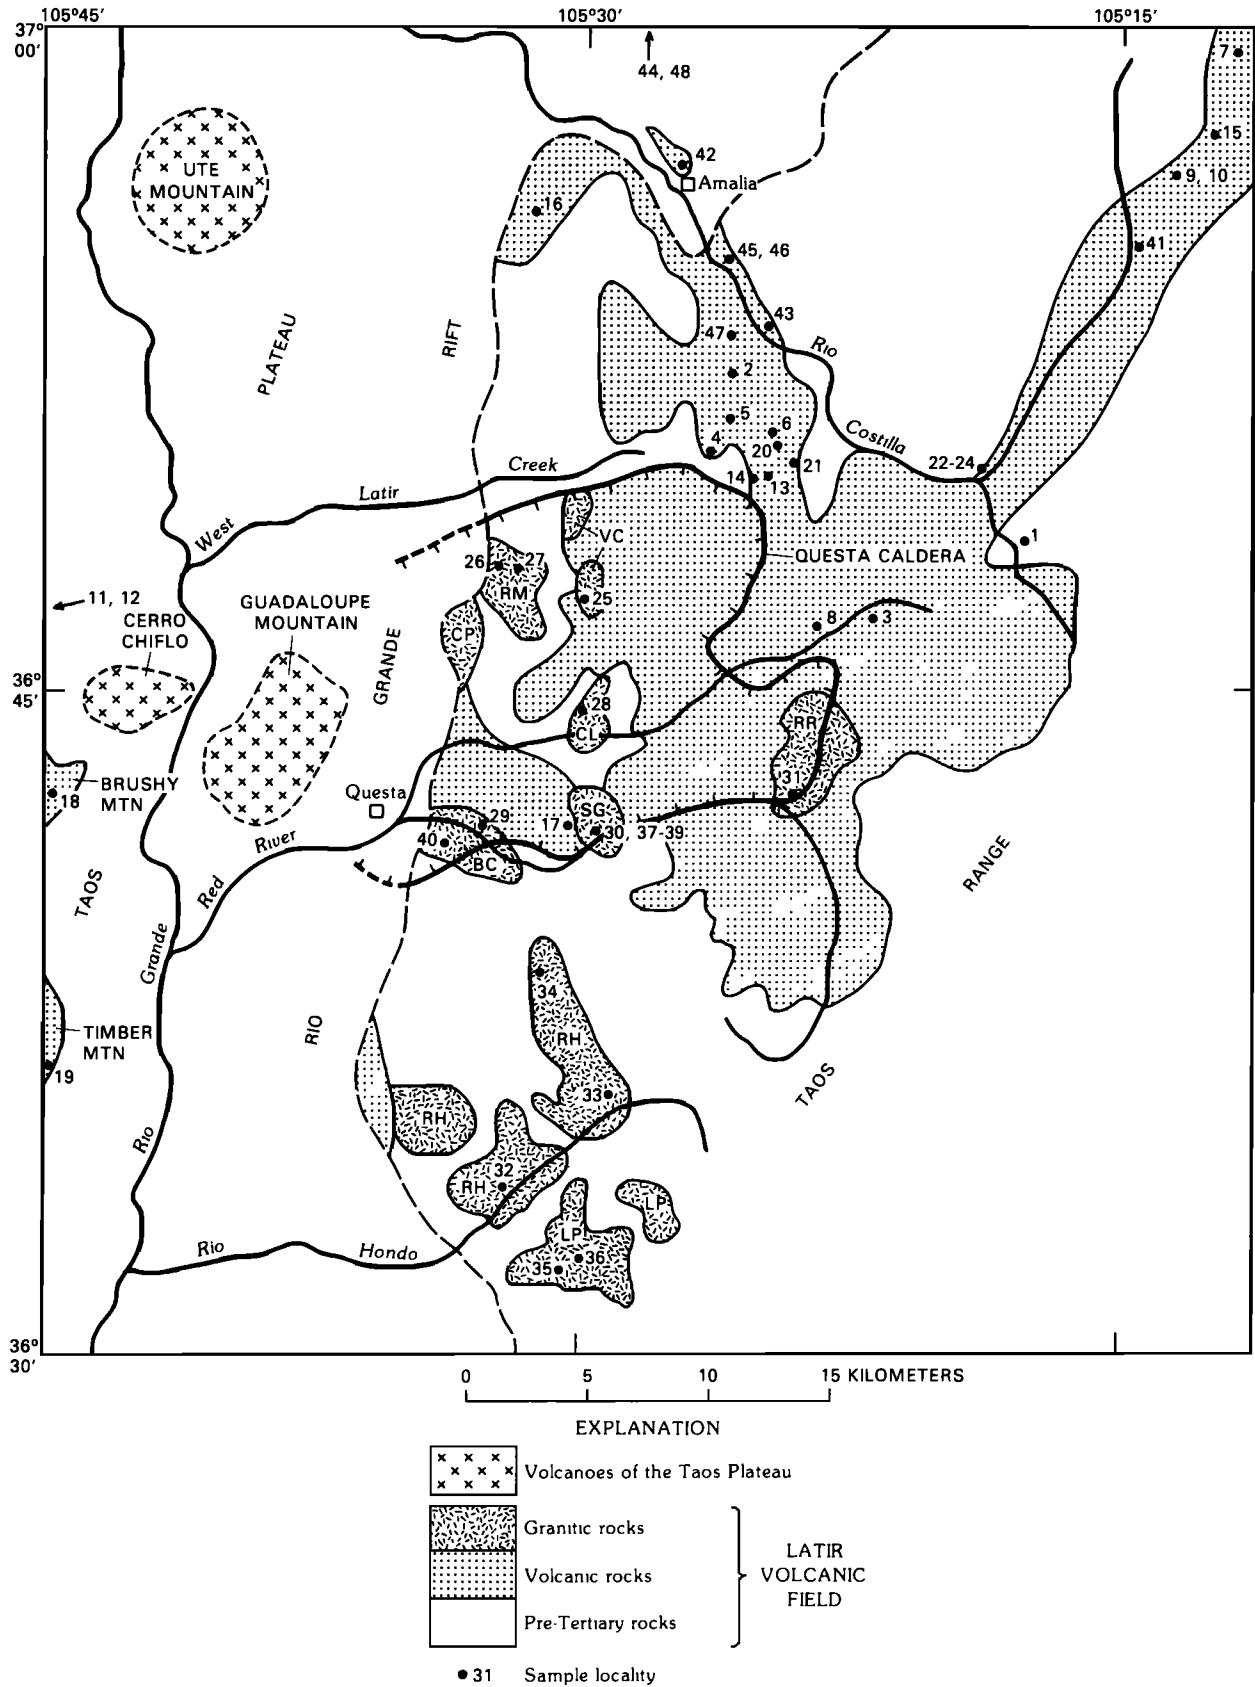 105°45′
105°30′
105°15′
37°
00′
44, 48
7
15
9, 10
41
42
Amalia
UTE
MOUNTAIN
16
45, 46
43
47
PLATEAU
RIFT
Rio
2
5
6
4
20
Costilla
21
22-24
14
13
Creek
Latir
West
VC
1
QUESTA CALDERA
26
27
RM
25
11, 12
CERRO
CHIFLO
GUADALOUPE
MOUNTAIN
CP
8
3
GRANDE
36°
45′
28
CL
RR
BRUSHY
MTN
18
31
Questa
SG
29
17
30, 37-39
40
BC
River
Red
RANGE
TAOS
Grande
34
TIMBER
MTN
19
RIO
RH
TAOS
33
RH
Rio
32
RH
LP
LP
36
35
Rio
Hondo
36°
30′
0 5 10 15 KILOMETERS
EXPLANATION
Volcanoes of the Taos Plateau
Granitic rocks
Volcanic rocks
Pre-Tertiary rocks
LATIR
VOLCANIC
FIELD
31 Sample locality